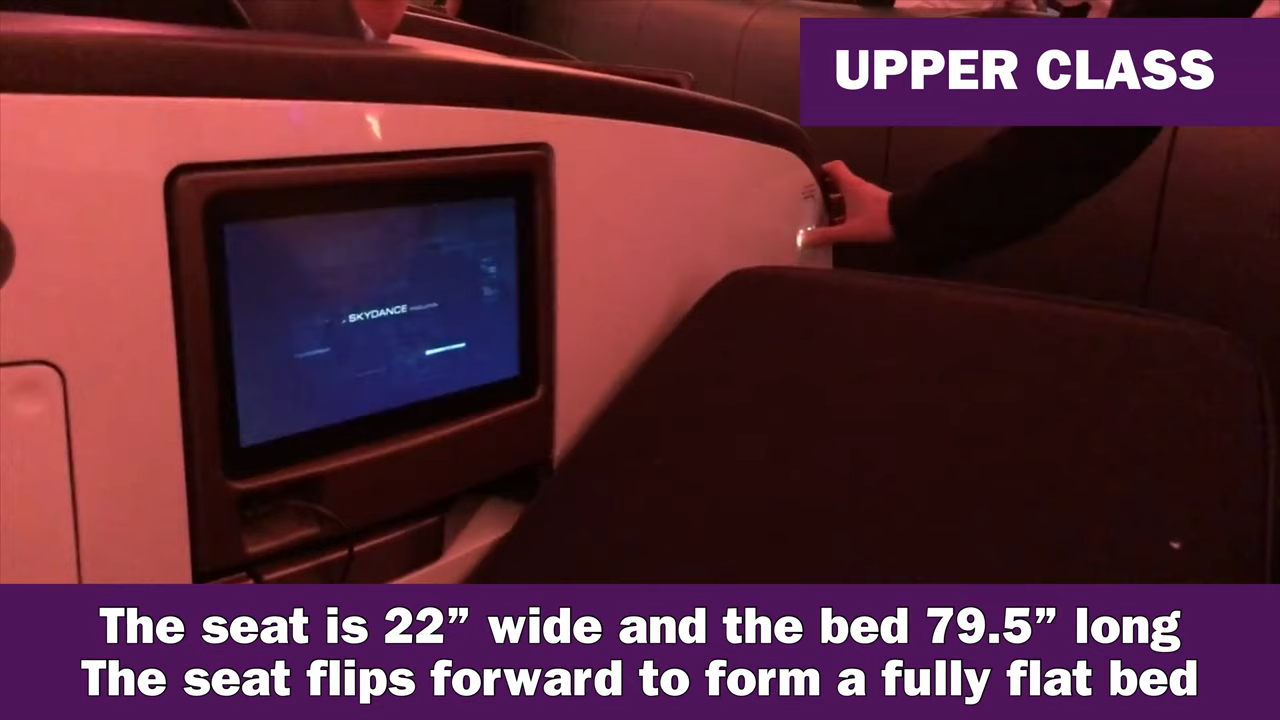 UPPER CLASS
SKYDANCE
The seat is 22” wide and the bed 79.5” long
The seat flips forward to form a fully flat bed